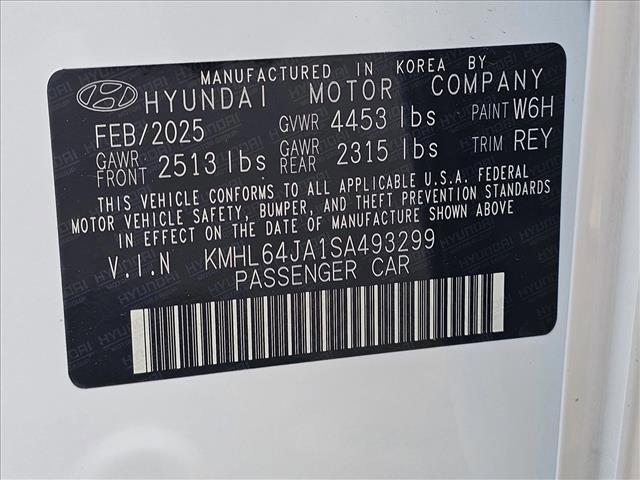 MANUFACTURED IN KOREA BY
HYUNDAI MOTOR COMPANY
FEB/2025 GVWR 4453 lbs PAINT W6H
GAWR FRONT 2513 lbs GAWR REAR 2315 lbs TRIM REY
THIS VEHICLE CONFORMS TO ALL APPLICABLE U.S.A. FEDERAL
MOTOR VEHICLE SAFETY, BUMPER, AND THEFT PREVENTION STANDARDS
IN EFFECT ON THE DATE OF MANUFACTURE SHOWN ABOVE
V.I.N KMHL64JA1SA493299
PASSENGER CAR